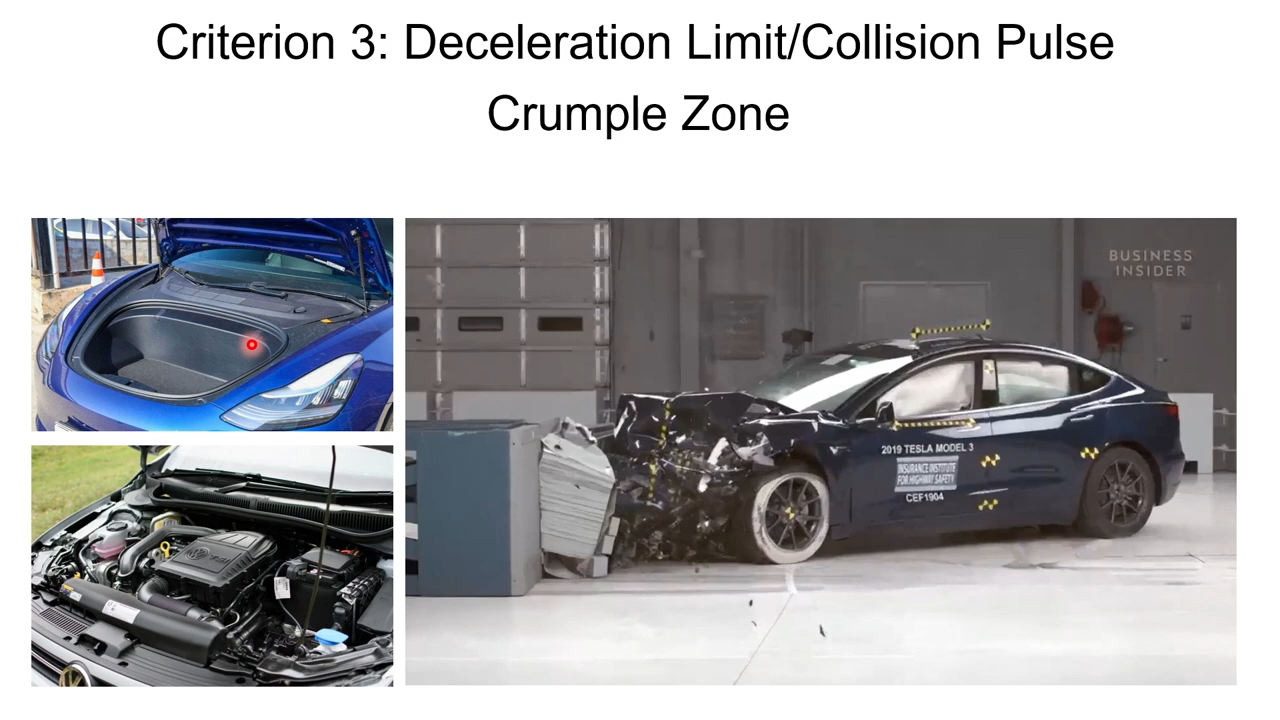 Criterion 3: Deceleration Limit/Collision Pulse
Crumple Zone
BUSINESS
INSIDER
2019 TESLA MODEL 3
INSURANCE INSTITUTE
FOR HIGHWAY SAFETY
CEF1904